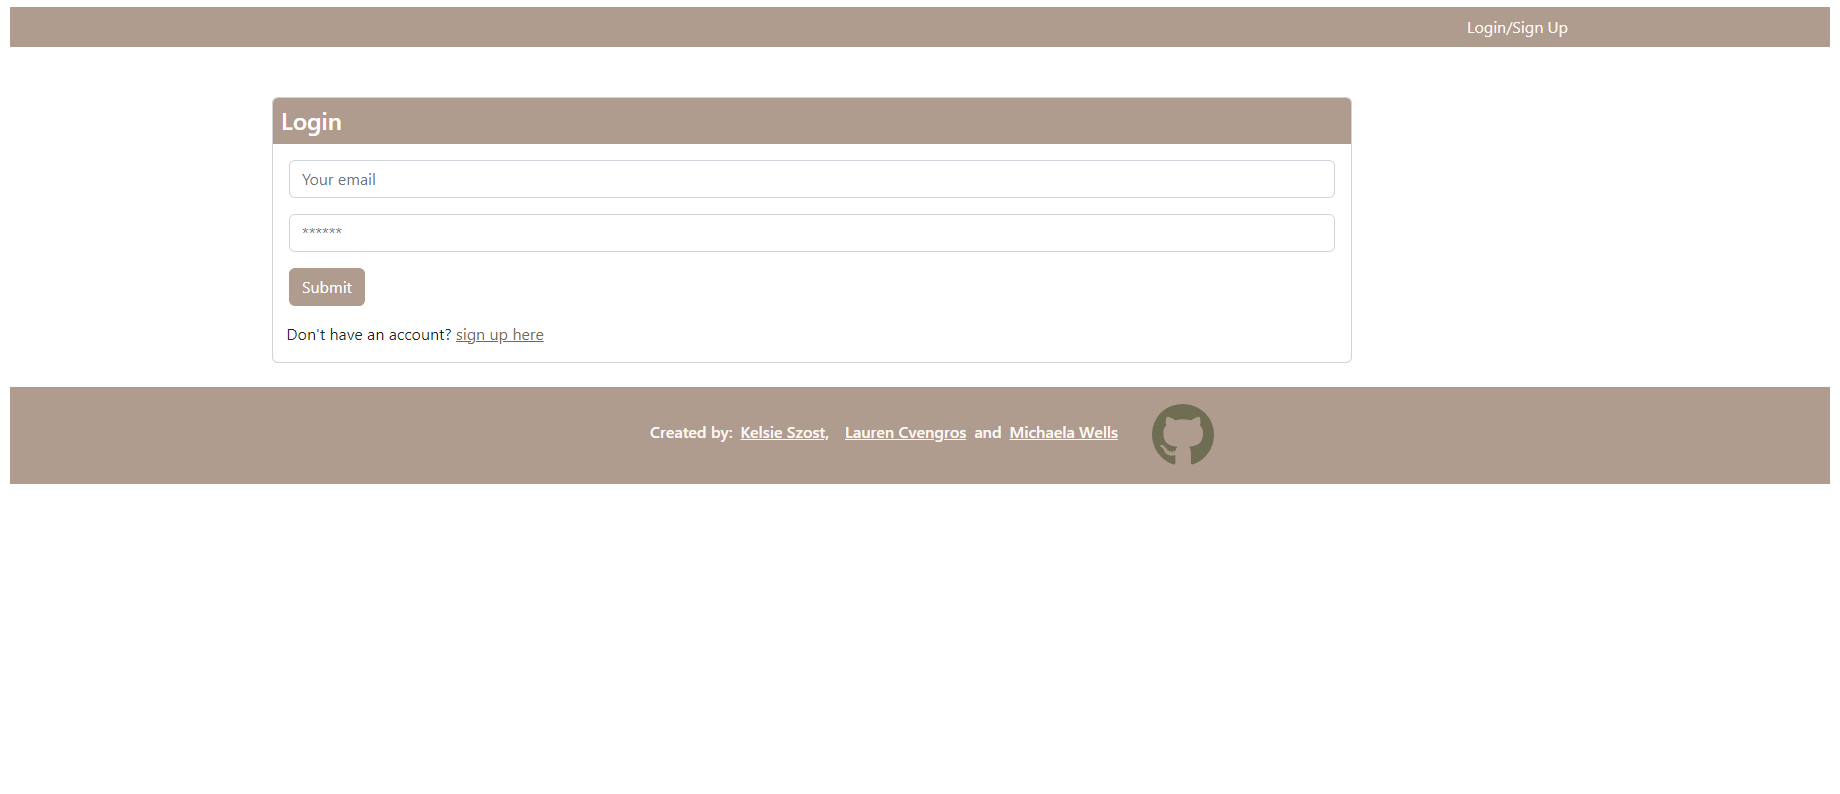 Login/Sign Up
Login
Your email
******
Submit
Don't have an account? sign up here
Created by: Kelsie Szost, Lauren Cvengros and Michaela Wells